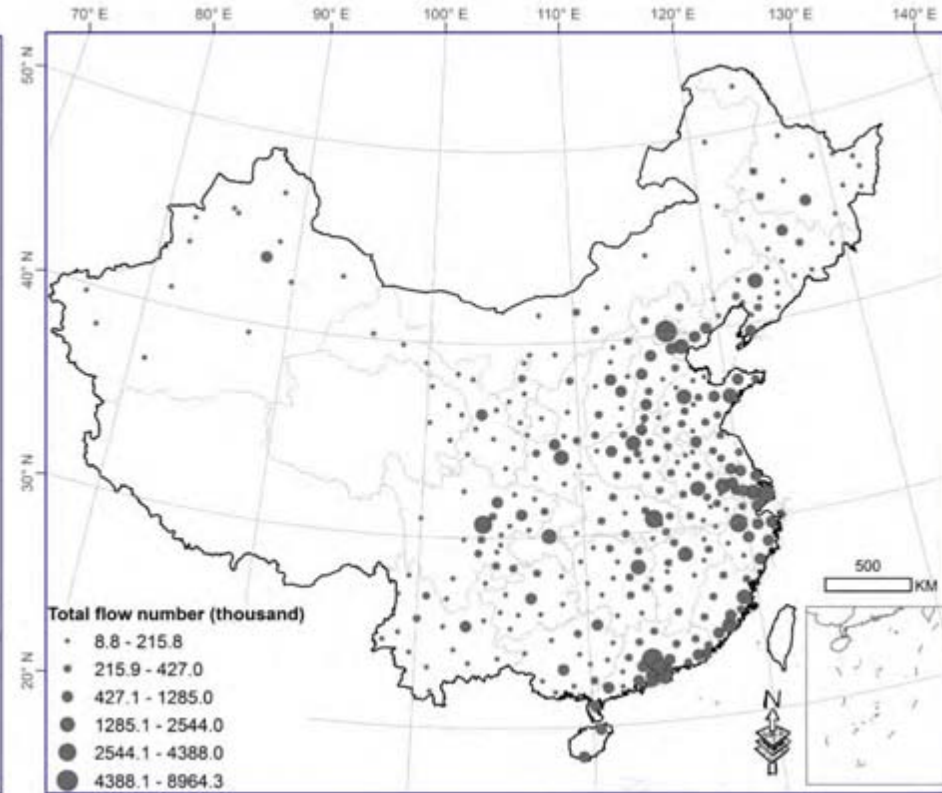 70° E 80° E 90° E 100° E 110° E 120° E 130° E 140° E
50° N
40° N
30° N
20° N
500
KM
Total flow number (thousand)
8.8 - 215.8
215.9 - 427.0
427.1 - 1285.0
1285.1 - 2544.0
2544.1 - 4388.0
4388.1 - 8964.3
N